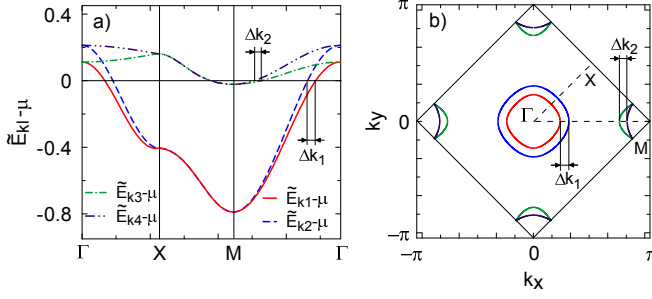 a)
Δk₂
0.4
0
-0.4
-0.8
Ẽₖₗ-μ
Δk₁
Ẽₖ₃-μ
Ẽₖ₄-μ
Ẽₖ₁-μ
Ẽₖ₂-μ
Γ X M Γ
b)
π
0
−π
ky
Δk₂
X
Γ
M
Δk₁
−π 0 π
kX